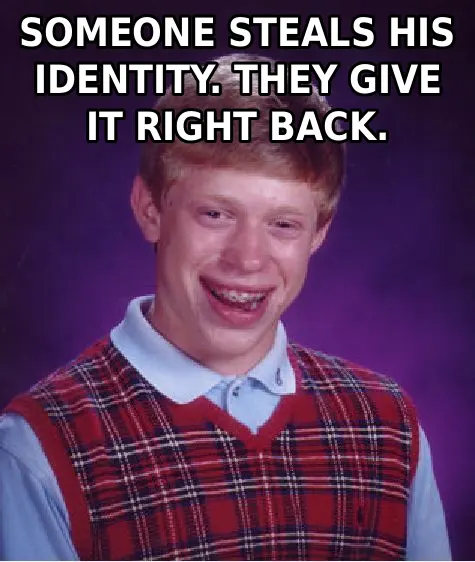 SOMEONE STEALS HIS
IDENTITY. THEY GIVE
IT RIGHT BACK.